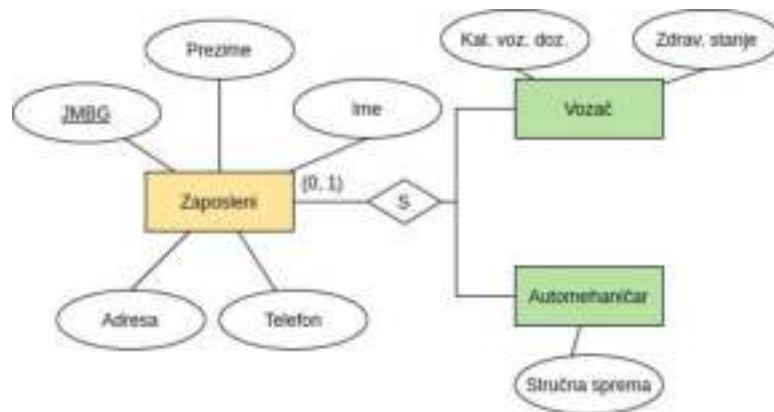 Prezime
Kat. voz. doz.
Zdrav. stanje
JMBG
Ime
Vozač
(0, 1)
Zaposleni
S
Adresa
Telefon
Automehaničar
Stručna sprema